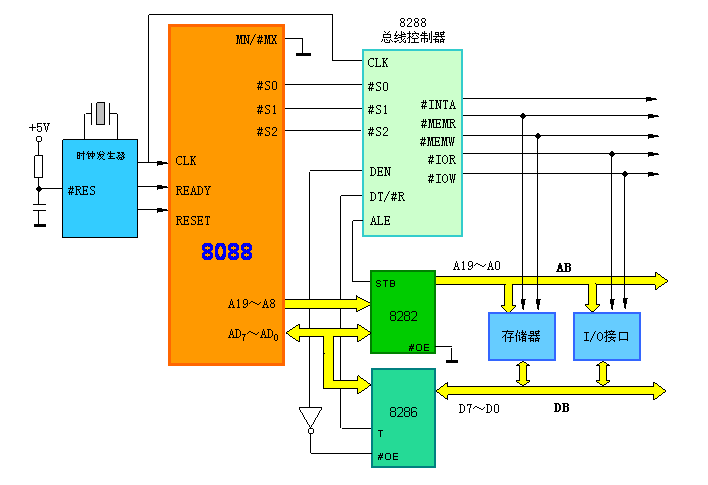 8288
总线控制器
MN/#MX
CLK
#S0
#S0
#S1
#S1
#S2
#S2
#INTA
#MEMR
#MEMW
#IOR
#IOW
+5V
时钟发生器
#RES
CLK
READY
RESET
DEN
DT/#R
ALE
8088
A19～A8
AD7～AD0
STB
8282
#OE
A19～A0
AB
存储器
I/O接口
8286
T
#OE
D7～D0
DB